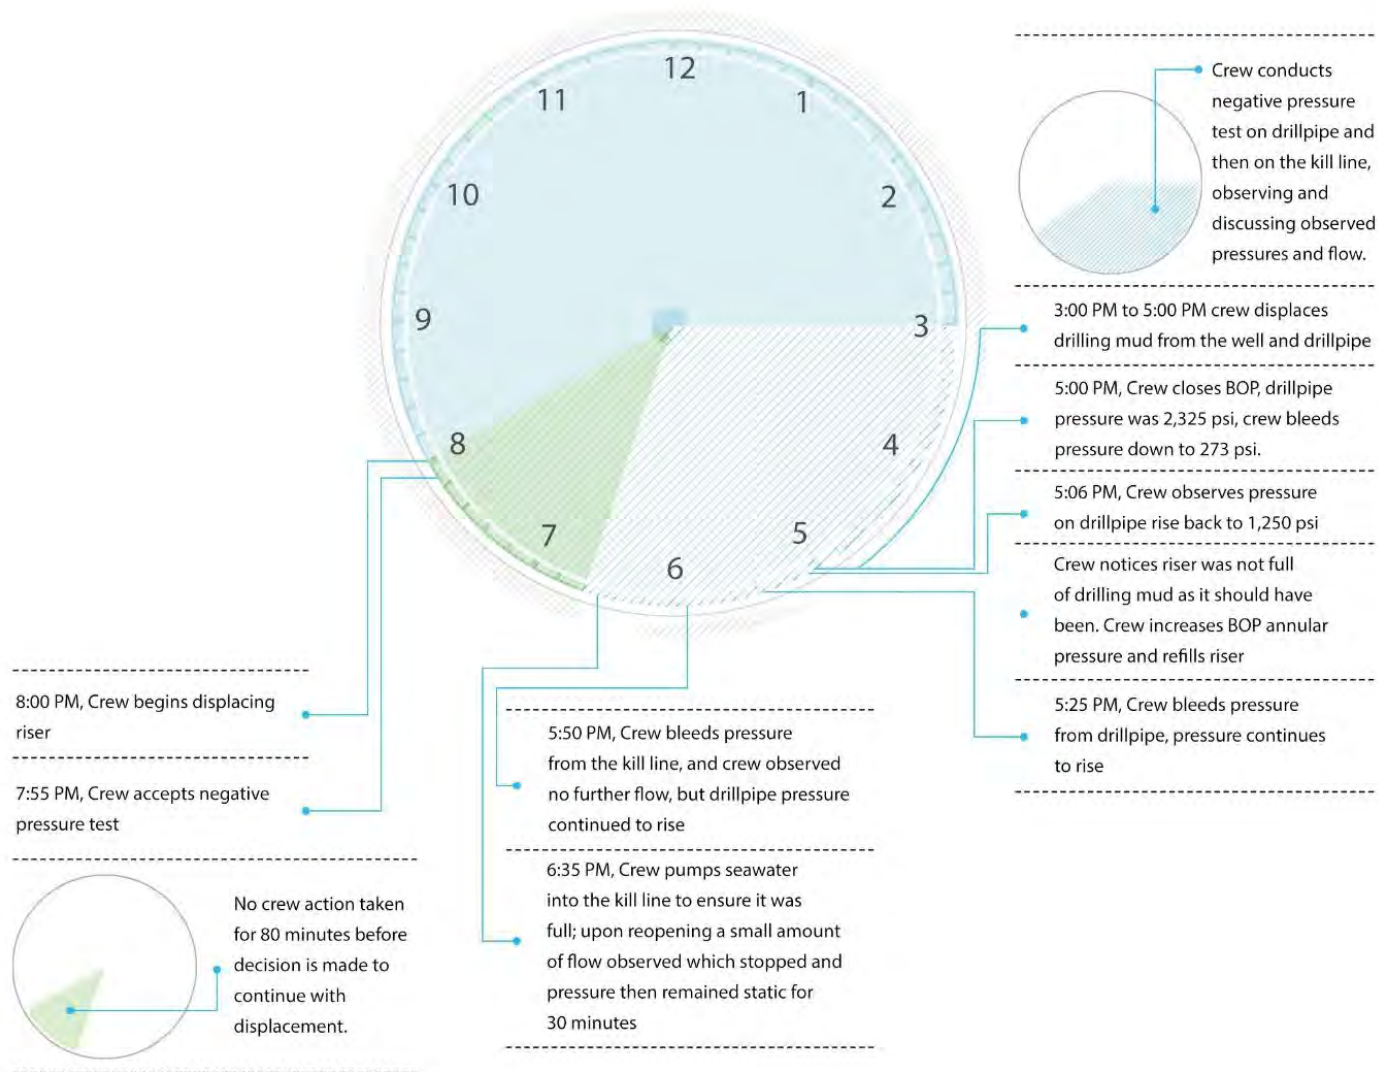 12
1
2
3
4
5
6
7
8
9
10
11
Crew conducts
negative pressure
test on drillpipe and
then on the kill line,
observing and
discussing observed
pressures and flow.
3:00 PM to 5:00 PM crew displaces
drilling mud from the well and drillpipe
5:00 PM, Crew closes BOP, drillpipe
pressure was 2,325 psi, crew bleeds
pressure down to 273 psi.
5:06 PM, Crew observes pressure
on drillpipe rise back to 1,250 psi
Crew notices riser was not full
of drilling mud as it should have
been. Crew increases BOP annular
pressure and refills riser
5:25 PM, Crew bleeds pressure
from drillpipe, pressure continues
to rise
5:50 PM, Crew bleeds pressure
from the kill line, and crew observed
no further flow, but drillpipe pressure
continued to rise
6:35 PM, Crew pumps seawater
into the kill line to ensure it was
full; upon reopening a small amount
of flow observed which stopped and
pressure then remained static for
30 minutes
8:00 PM, Crew begins displacing
riser
7:55 PM, Crew accepts negative
pressure test
No crew action taken
for 80 minutes before
decision is made to
continue with
displacement.